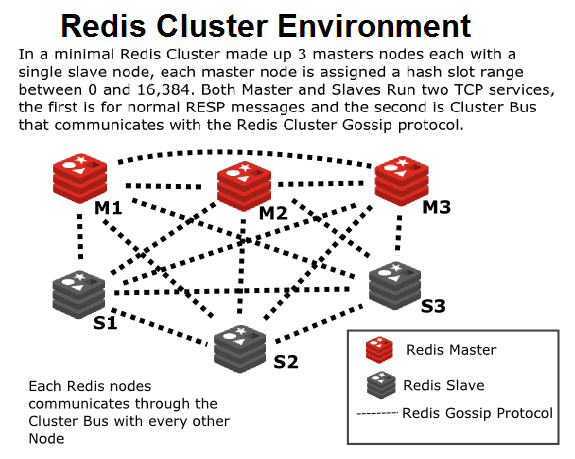 Redis Cluster Environment
In a minimal Redis Cluster made up 3 masters nodes each with a
single slave node, each master node is assigned a hash slot range
between 0 and 16,384. Both Master and Slaves Run two TCP services,
the first is for normal RESP messages and the second is Cluster Bus
that communicates with the Redis Cluster Gossip protocol.
M1
M2
M3
S1
S2
S3
Each Redis nodes
communicates through the
Cluster Bus with every other
Node
Redis Master
Redis Slave
Redis Gossip Protocol